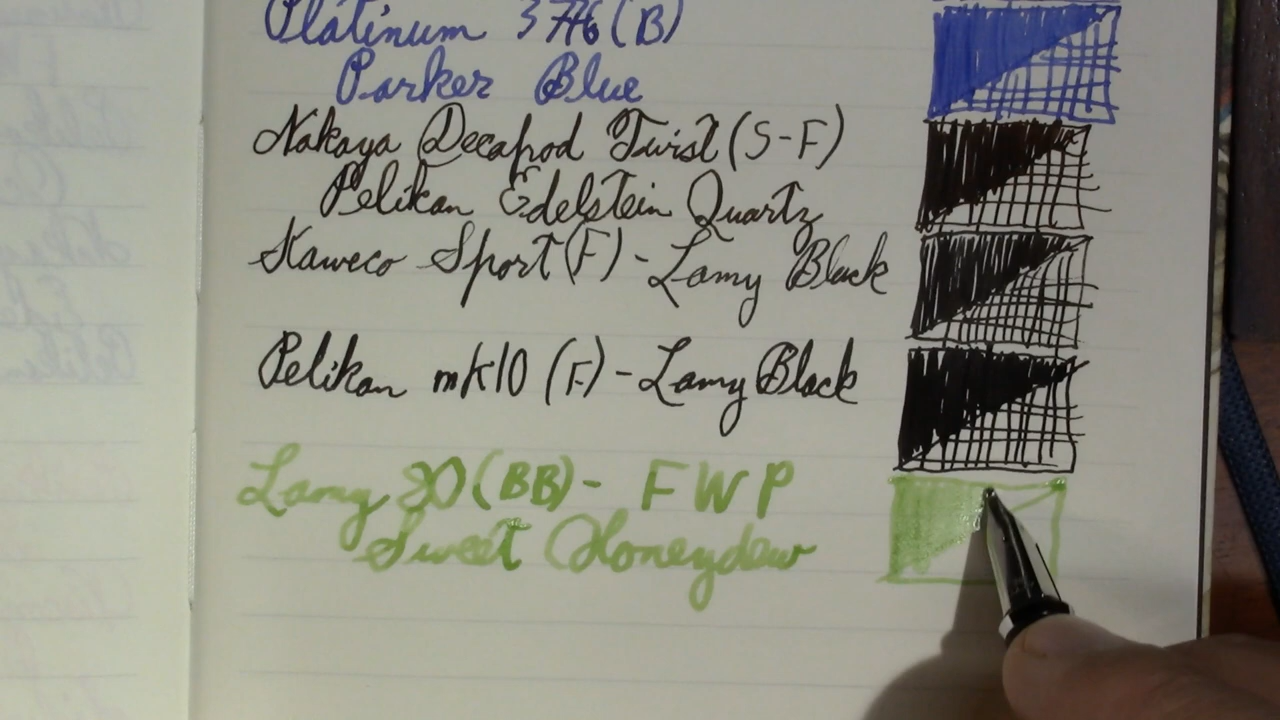 Platinum 3776 (B)
Parker Blue
Nakaya Decapod Twist (S-F)
Pelikan Edelstein Quartz
Kaweco Sport (F) - Lamy Black
Pelikan m410 (F) - Lamy Black
Lamy 80 (BB) - FWP
Sweet Honeydew